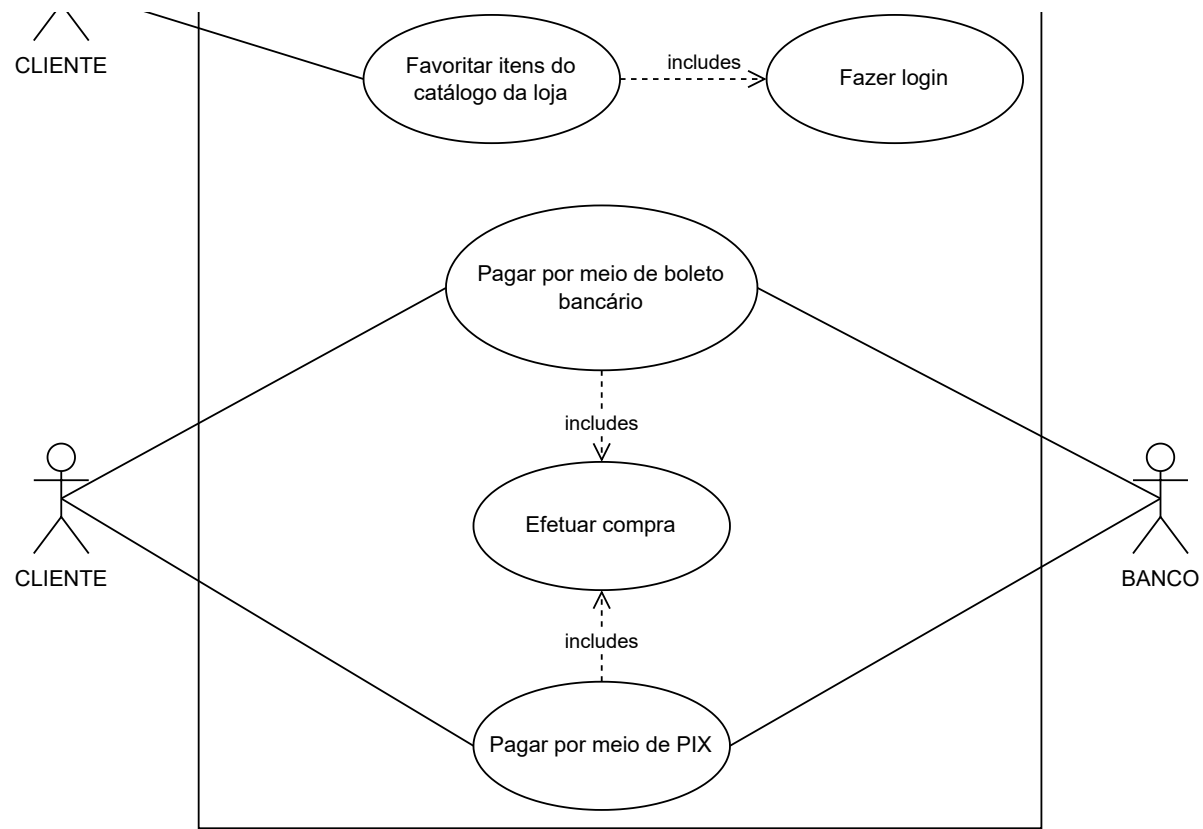 CLIENTE
Favoritar itens do
catálogo da loja
includes
Fazer login
Pagar por meio de boleto
bancário
includes
Efetuar compra
CLIENTE
BANCO
includes
Pagar por meio de PIX